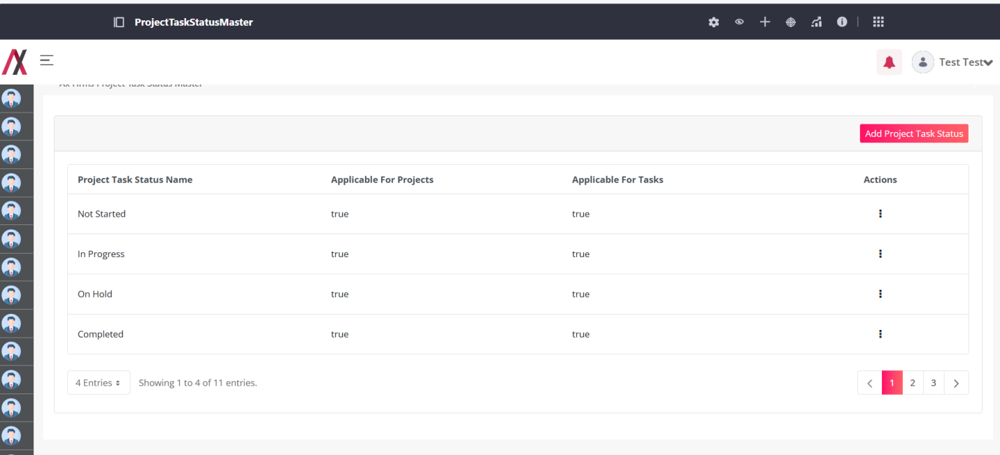 ProjectTaskStatusMaster
Test Test
Ax Firms Project Task Status Master
Add Project Task Status
Project Task Status Name Applicable For Projects Applicable For Tasks Actions
Not Started true true
In Progress true true
On Hold true true
Completed true true
4 Entries Showing 1 to 4 of 11 entries. 1 2 3